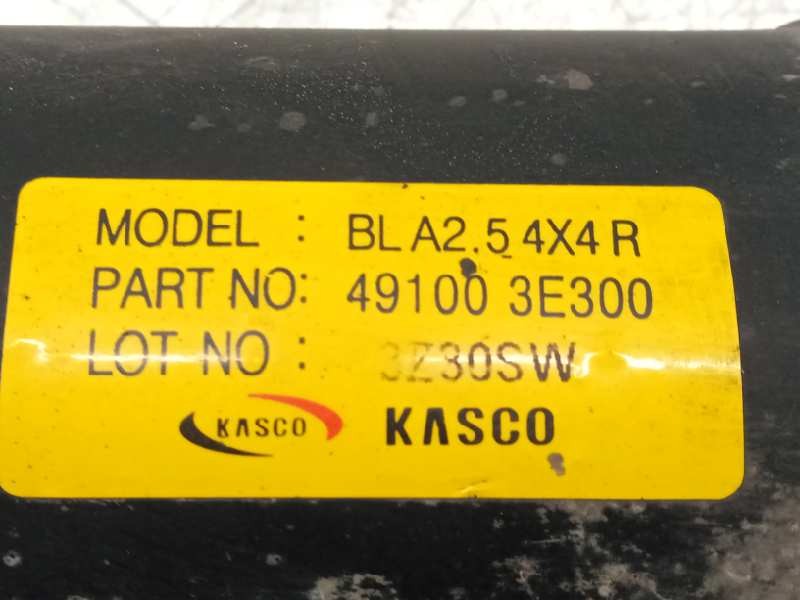 MODEL : BL A2.5 4X4 R
PART NO: 49100 3E300
LOT NO : 3Z30SW
KASCO KASCO